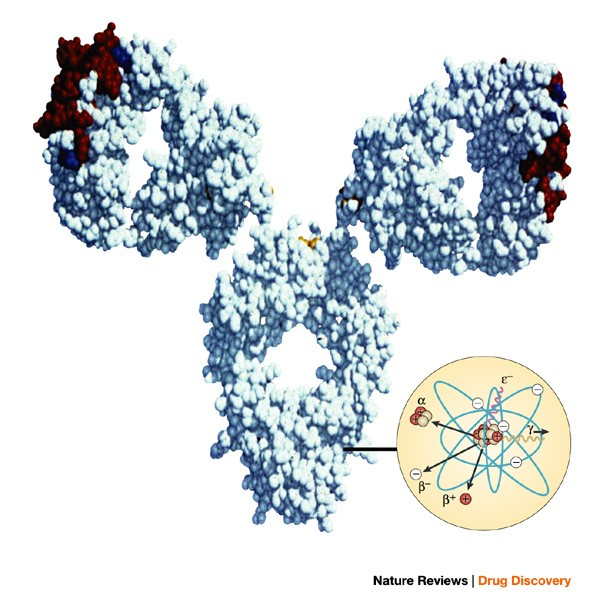 ε−
α
γ
β−
β+
Nature Reviews | Drug Discovery